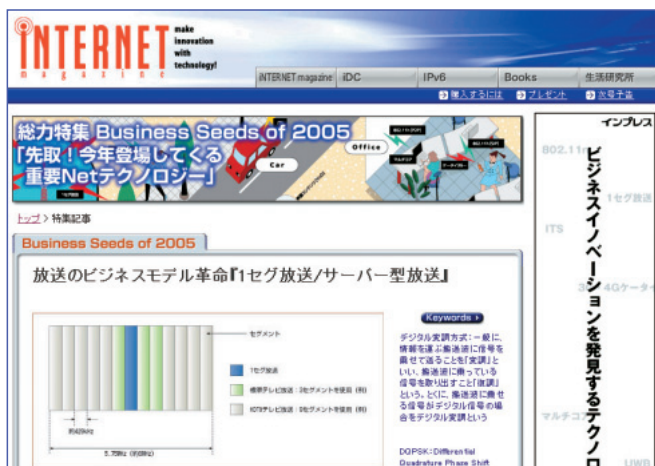 iNTERNET
magazine
make
innovation
with
technology!
iNTERNET magazine
iDC
IPv6
Books
生活研究所
購入するには
プレゼント
次号予告
総力特集 Business Seeds of 2005
「先取！今年登場してくる
重要Netテクノロジー」
Car
Office
トップ > 特集記事
Business Seeds of 2005
放送のビジネスモデル革命『1セグ放送/サーバー型放送』
セグメント
1セグ放送
標準テレビ放送：3セグメントを使用（例）
HDTVテレビ放送：9セグメントを使用（例）
約429kHz
Keywords
デジタル変調方式：一般に、
情報を運ぶ搬送波に信号を
乗せて送ることを「変調」と
いい、搬送波に乗っている
信号を取り出すこと「復調」
という。とくに、搬送波に乗せ
る信号がデジタル信号の場
合をデジタル変調という
DQPSK：Differential
Quadrature Phase Shift
インプレス
802.11n
1セグ放送
ITS
4Gケータイ
マルチコア
UWB
ビジネスイノベーションを発見するテクノロ